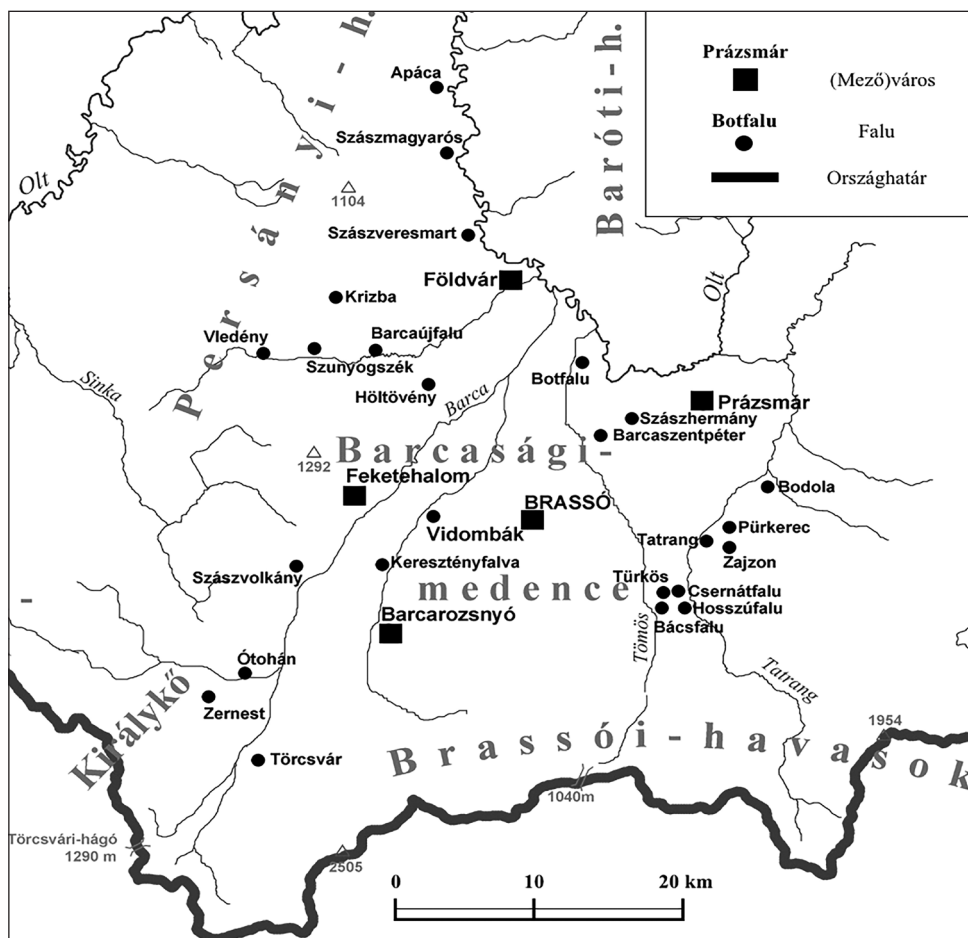 Prázsmár
(Mező)város
Botfalu
Falu
Országhatár
Persányi-h.
Baróti-h.
Apáca
Szászmagyarós
Olt
1104
Szászveresmart
Földvár
Olt
Krizba
Vledény
Barcaújfalu
Szunyogszék
Höltövény
Sinka
Barca
Botfalu
Prázsmár
Szászhermány
Barcaszentpéter
1292
Barcasági-
Feketehalom
BRASSÓ
Bodola
Vidombák
Pürkerec
Tatrang
Zajzon
Szászvolkány
Keresztényfalva
Türkös
Csernátfalu
medence
-
Hosszúfalu
Barcarozsnyó
Bácsfalu
Tömös
Ótohán
Tatrang
Zernest
Királykő
Törcsvár
Brassói-havasok
1954
1040m
Törcsvári-hágó
1290 m
2505
0 10 20 km